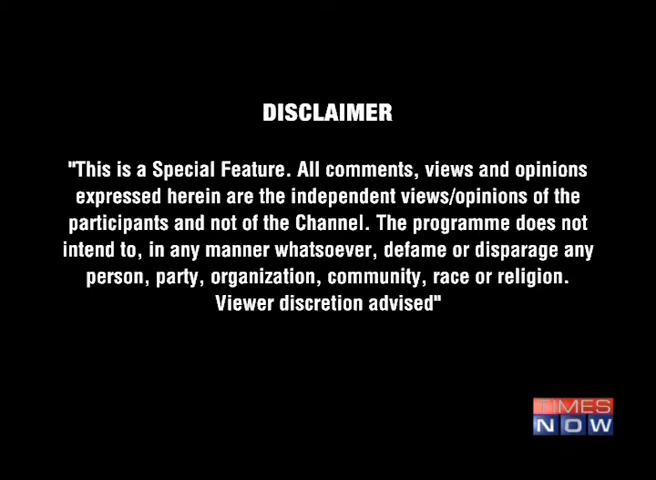 DISCLAIMER
"This is a Special Feature. All comments, views and opinions
expressed herein are the independent views/opinions of the
participants and not of the Channel. The programme does not
intend to, in any manner whatsoever, defame or disparage any
person, party, organization, community, race or religion.
Viewer discretion advised"
TIMES
NOW